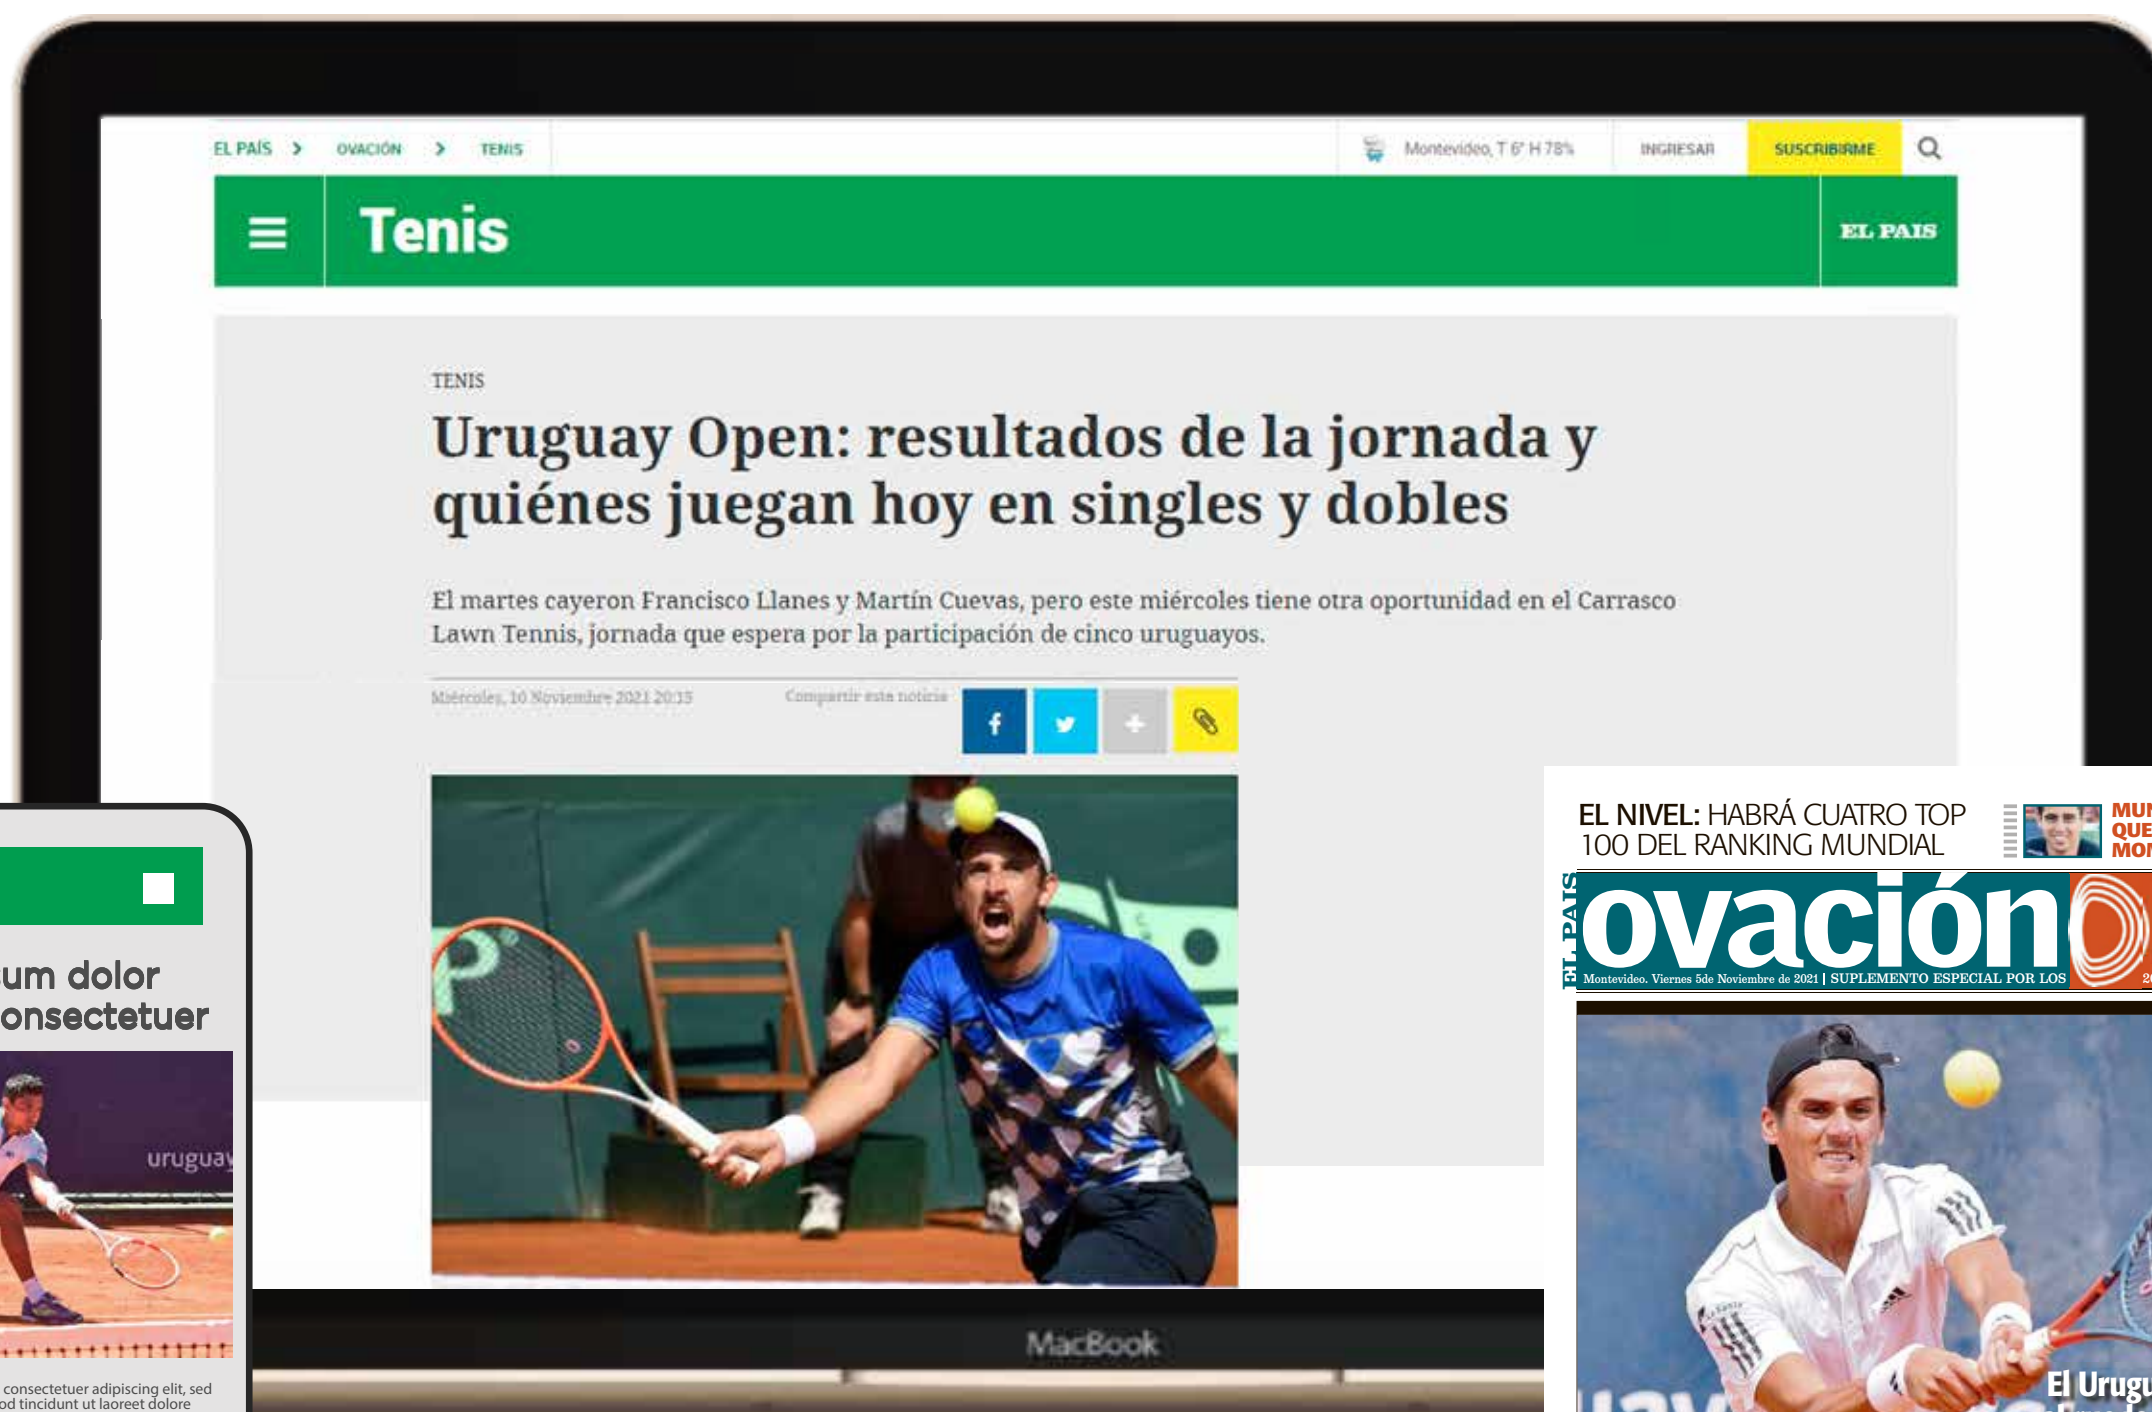 EL PAÍS > OVACIÓN > TENIS
Montevideo, T 6° H 78%
INGRESAR
SUSCRIBIRME
Tenis
EL PAIS
TENIS
Uruguay Open: resultados de la jornada y
quiénes juegan hoy en singles y dobles
El martes cayeron Francisco Llanes y Martín Cuevas, pero este miércoles tiene otra oportunidad en el Carrasco
Lawn Tennis, jornada que espera por la participación de cinco uruguayos.
Miércoles, 10 Noviembre 2021 20:15
Compartir esta noticia
MacBook
um dolor
onsectetuer
uruguay
consectetuer adipiscing elit, sed
od tincidunt ut laoreet dolore
EL NIVEL: HABRÁ CUATRO TOP
100 DEL RANKING MUNDIAL
MUN
QUE
MON
EL PAIS
ovación
Montevideo. Viernes 5de Noviembre de 2021 | SUPLEMENTO ESPECIAL POR LOS
El Urugu